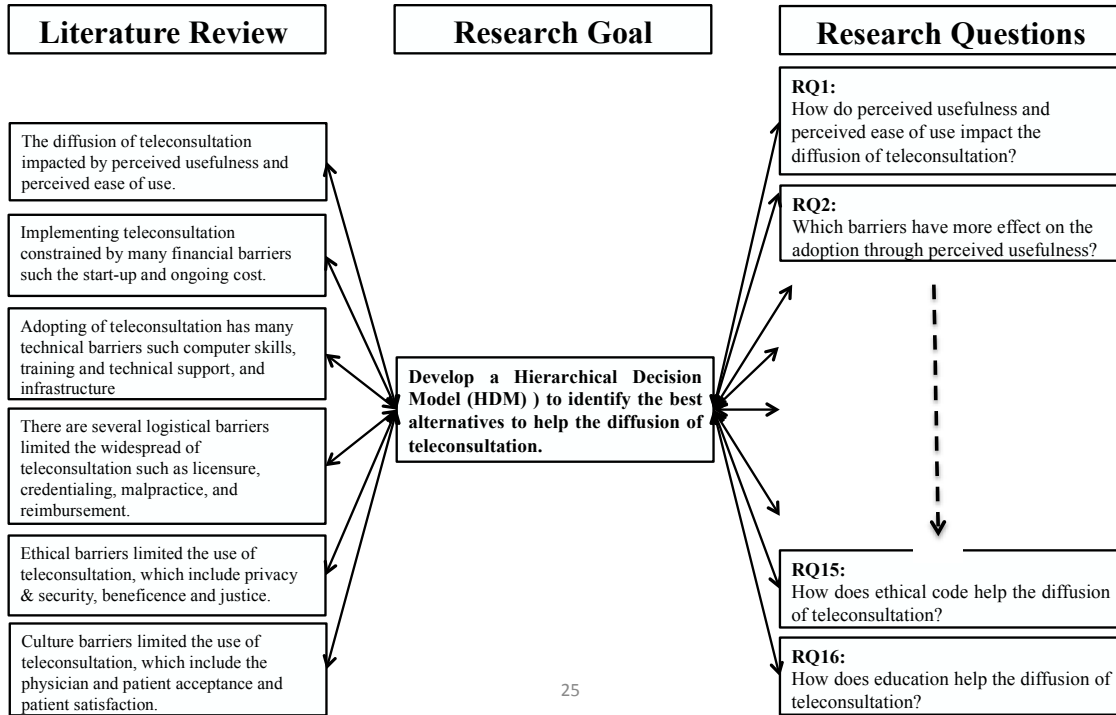 Literature Review
The diffusion of teleconsultation
impacted by perceived usefulness and
perceived ease of use.
Implementing teleconsultation
constrained by many financial barriers
such the start-up and ongoing cost.
Adopting of teleconsultation has many
technical barriers such computer skills,
training and technical support, and
infrastructure
There are several logistical barriers
limited the widespread of
teleconsultation such as licensure,
credentialing, malpractice, and
reimbursement.
Ethical barriers limited the use of
teleconsultation, which include privacy
& security, beneficence and justice.
Culture barriers limited the use of
teleconsultation, which include the
physician and patient acceptance and
patient satisfaction.
Research Goal
Develop a Hierarchical Decision
Model (HDM) ) to identify the best
alternatives to help the diffusion of
teleconsultation.
Research Questions
RQ1:
How do perceived usefulness and
perceived ease of use impact the
diffusion of teleconsultation?
RQ2:
Which barriers have more effect on the
adoption through perceived usefulness?
RQ15:
How does ethical code help the diffusion
of teleconsultation?
RQ16:
How does education help the diffusion of
teleconsultation?
25